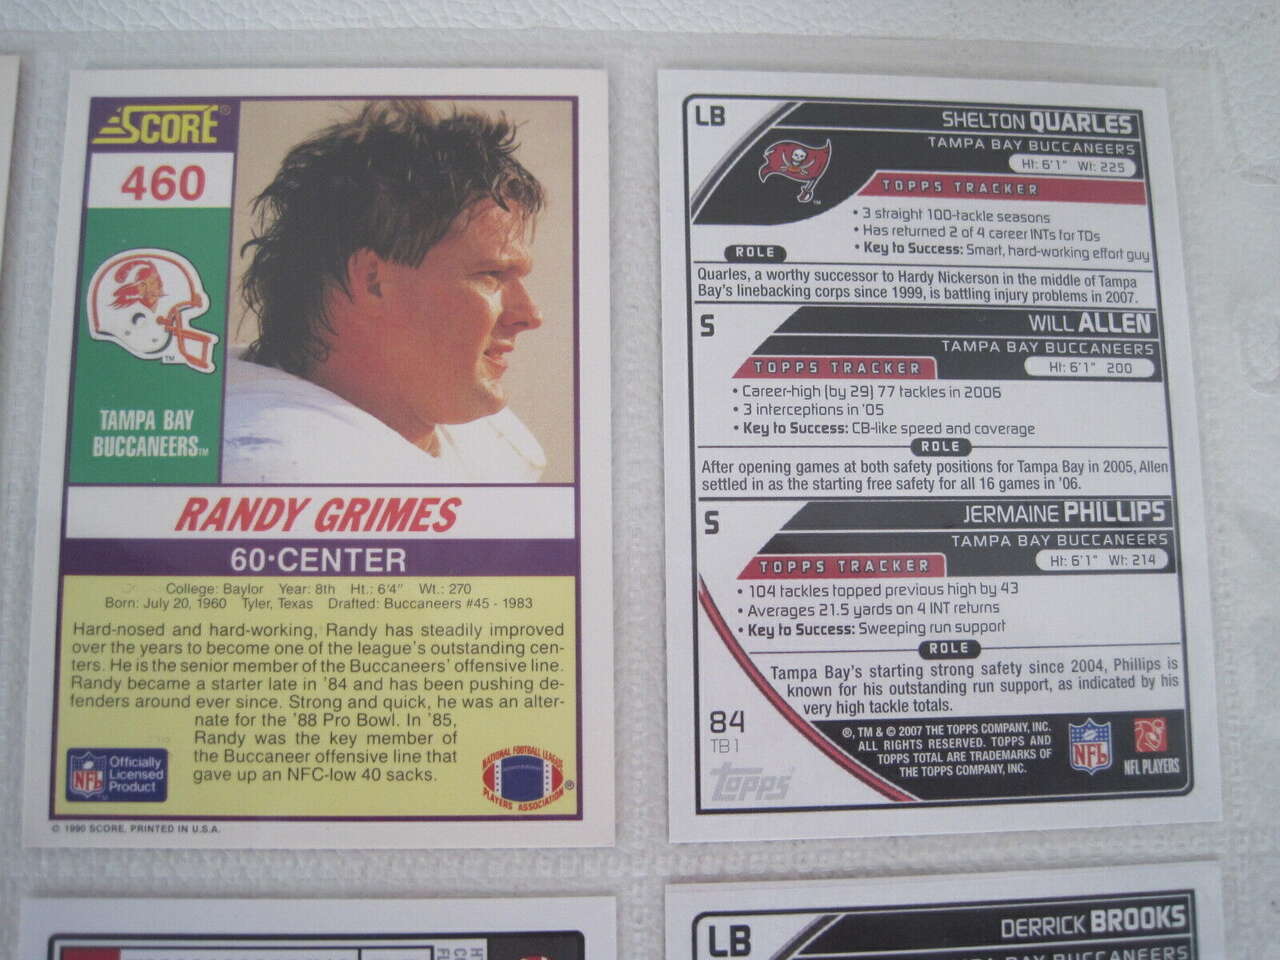 SCORE®
460
TM
TAMPA BAY
BUCCANEERS™
RANDY GRIMES
60·CENTER
College: Baylor Year: 8th Ht.: 6'4" Wt.: 270
Born: July 20, 1960 Tyler, Texas Drafted: Buccaneers #45 - 1983
Hard-nosed and hard-working, Randy has steadily improved
over the years to become one of the league's outstanding cen-
ters. He is the senior member of the Buccaneers' offensive line.
Randy became a starter late in '84 and has been pushing de-
fenders around ever since. Strong and quick, he was an alter-
nate for the '88 Pro Bowl. In '85,
Randy was the key member of
the Buccaneer offensive line that
gave up an NFC-low 40 sacks.
NFL
Officially
Licensed
Product
TM
NATIONAL FOOTBALL LEAGUE
PLAYERS ASSOCIATION
®
© 1990 SCORE, PRINTED IN U.S.A.
LB
SHELTON QUARLES
TAMPA BAY BUCCANEERS
Ht: 6'1" Wt: 225
TM
TOPPS TRACKER
• 3 straight 100-tackle seasons
• Has returned 2 of 4 career INTs for TDs
• Key to Success: Smart, hard-working effort guy
ROLE
Quarles, a worthy successor to Hardy Nickerson in the middle of Tampa
Bay's linebacking corps since 1999, is battling injury problems in 2007.
S
WILL ALLEN
TAMPA BAY BUCCANEERS
Ht: 6'1" 200
TOPPS TRACKER
• Career-high (by 29) 77 tackles in 2006
• 3 interceptions in '05
• Key to Success: CB-like speed and coverage
ROLE
After opening games at both safety positions for Tampa Bay in 2005, Allen
settled in as the starting free safety for all 16 games in '06.
S
JERMAINE PHILLIPS
TAMPA BAY BUCCANEERS
Ht: 6'1" Wt: 214
TOPPS TRACKER
• 104 tackles topped previous high by 43
• Averages 21.5 yards on 4 INT returns
• Key to Success: Sweeping run support
ROLE
Tampa Bay's starting strong safety since 2004, Phillips is
known for his outstanding run support, as indicated by his
very high tackle totals.
84
TB1
topps
®, TM & © 2007 THE TOPPS COMPANY, INC.
ALL RIGHTS RESERVED. TOPPS AND
TOPPS TOTAL ARE TRADEMARKS OF
THE TOPPS COMPANY, INC.
NFL
NFL PLAYERS
LB
DERRICK BROOKS
TAMPA BAY BUCCANEERS